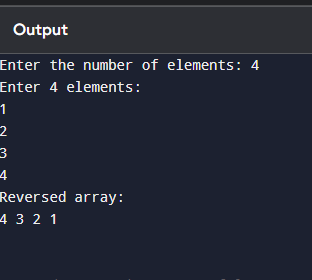 Output
Enter the number of elements: 4
Enter 4 elements:
1
2
3
4
Reversed array:
4 3 2 1